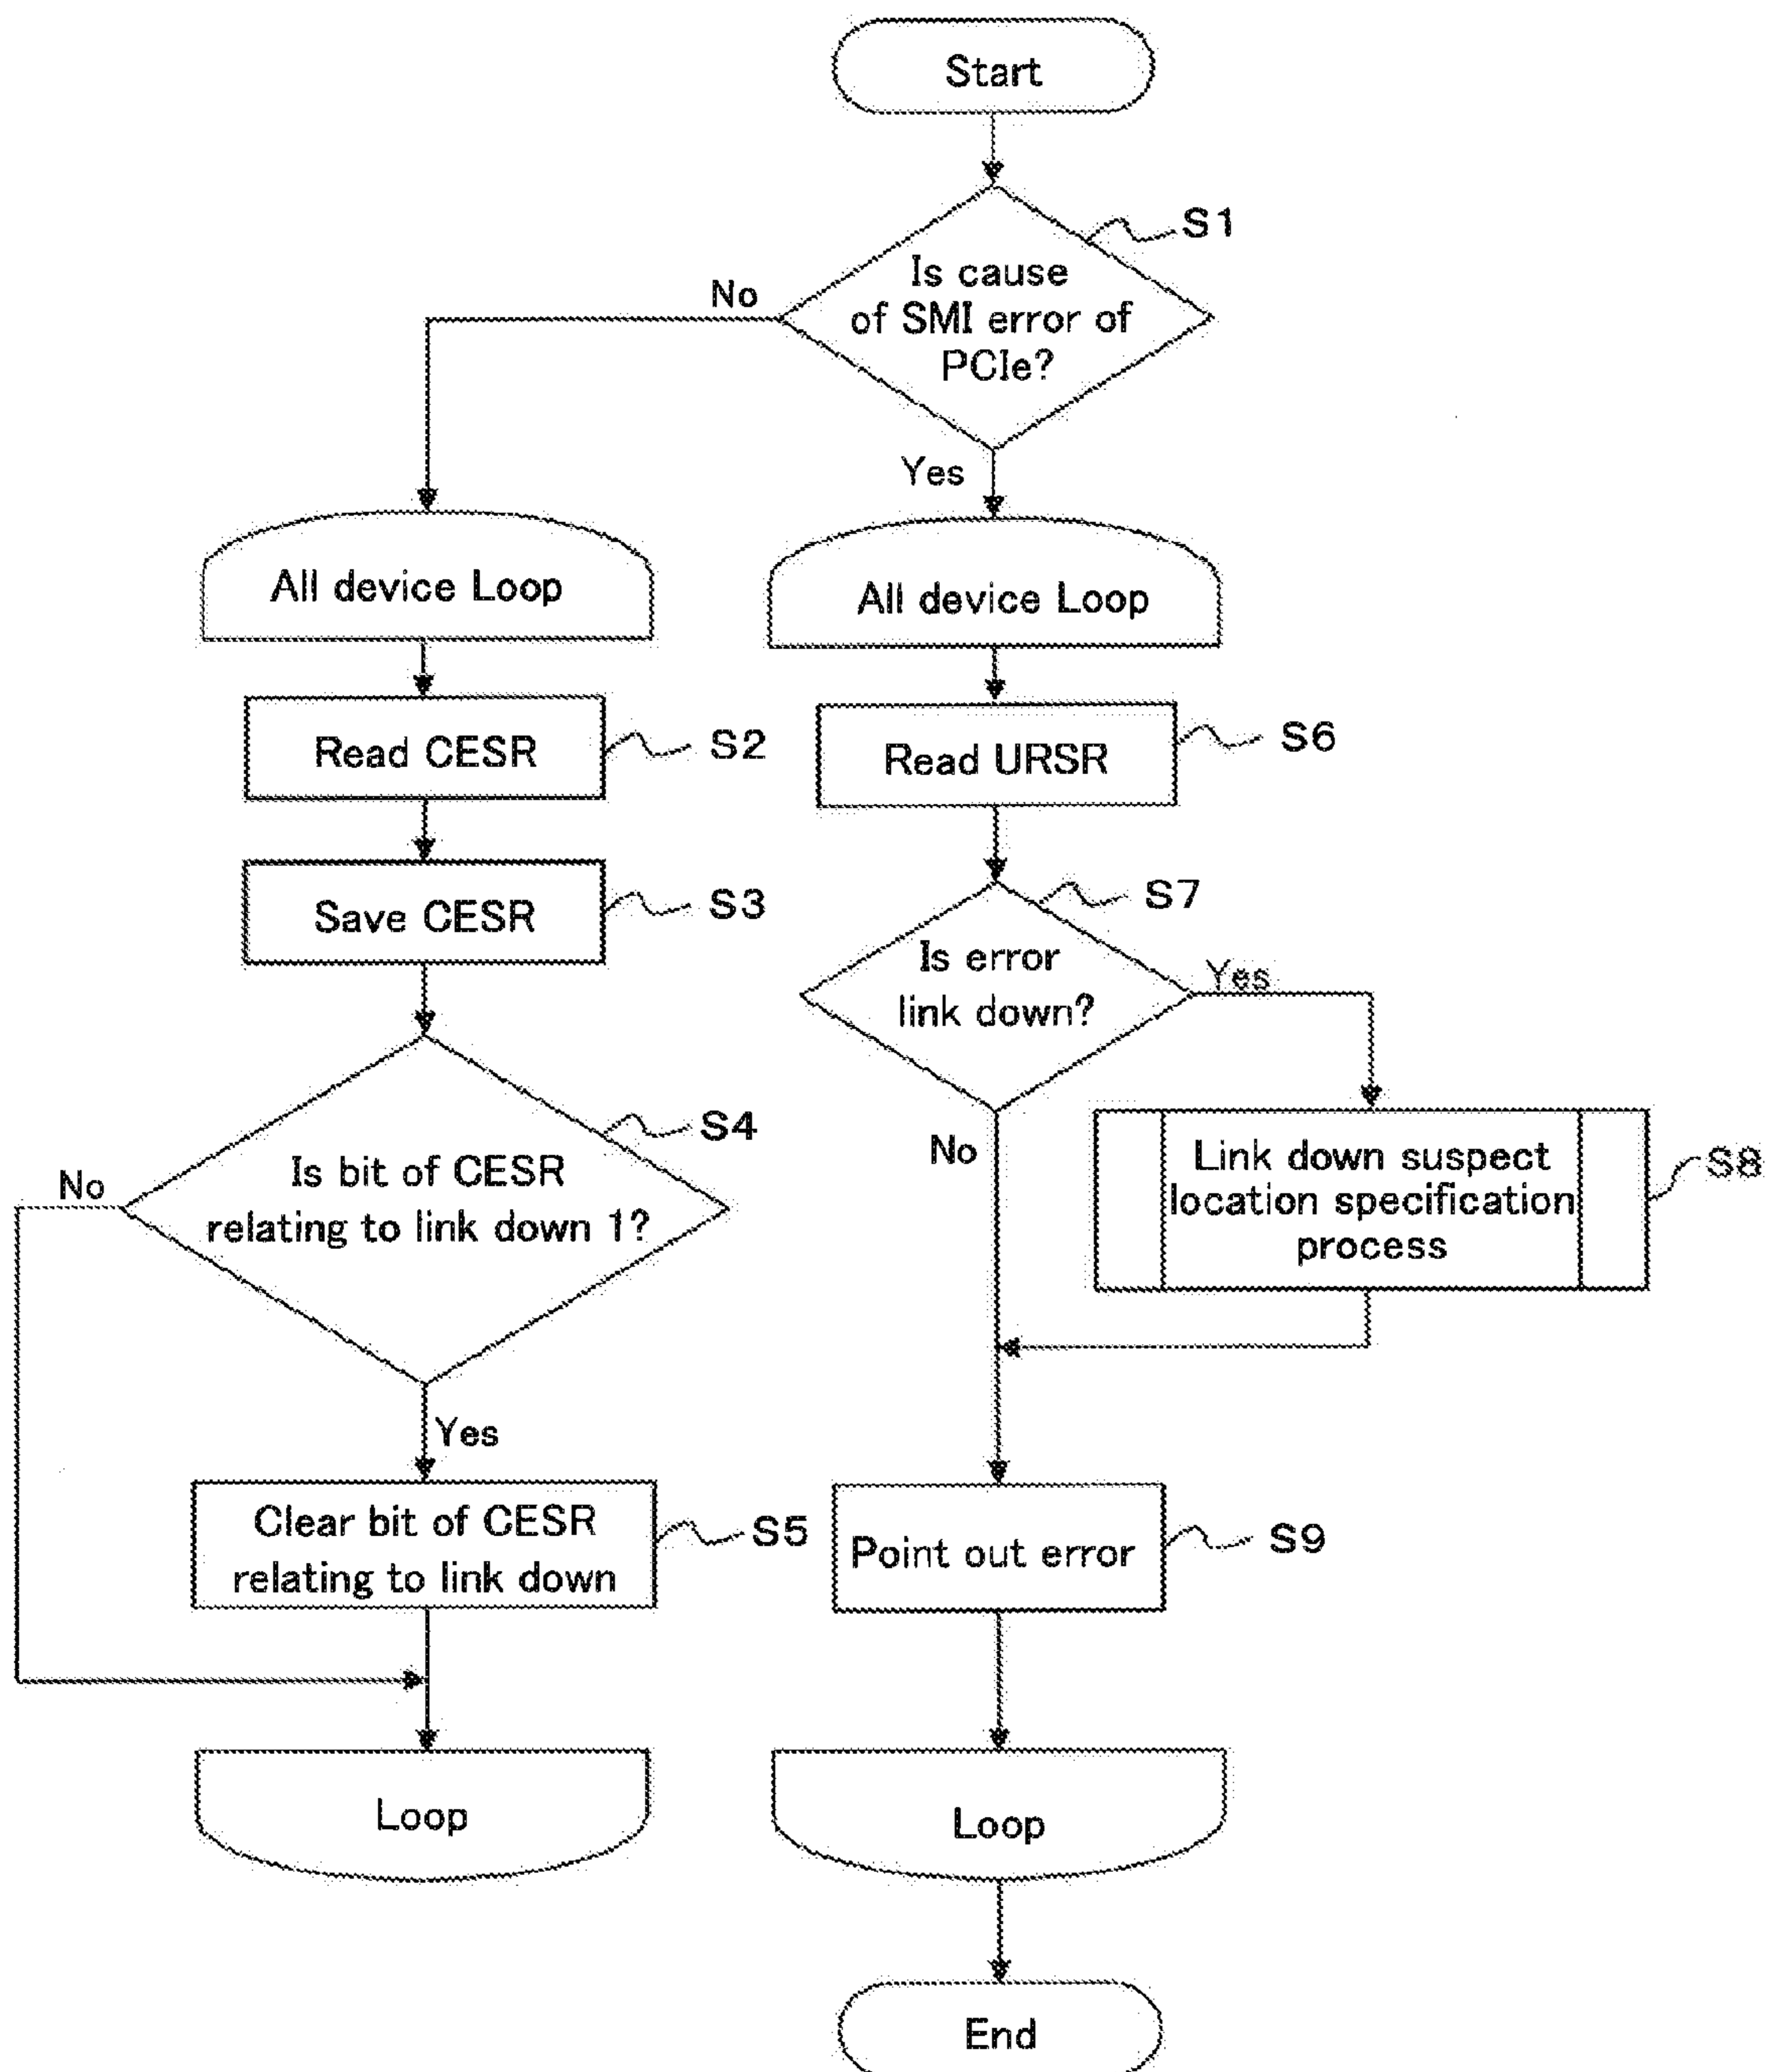 Start
S1
Is cause
of SMI error of
PCIe?
No
Yes
All device Loop
All device Loop
Read CESR
S2
Read URSR
S6
Save CESR
S3
S7
Is error
link down?
Yes
S4
Is bit of CESR
relating to link down 1?
No
No
Link down suspect
location specification
process
S8
Yes
Clear bit of CESR
relating to link down
S5
Point out error
S9
Loop
Loop
End